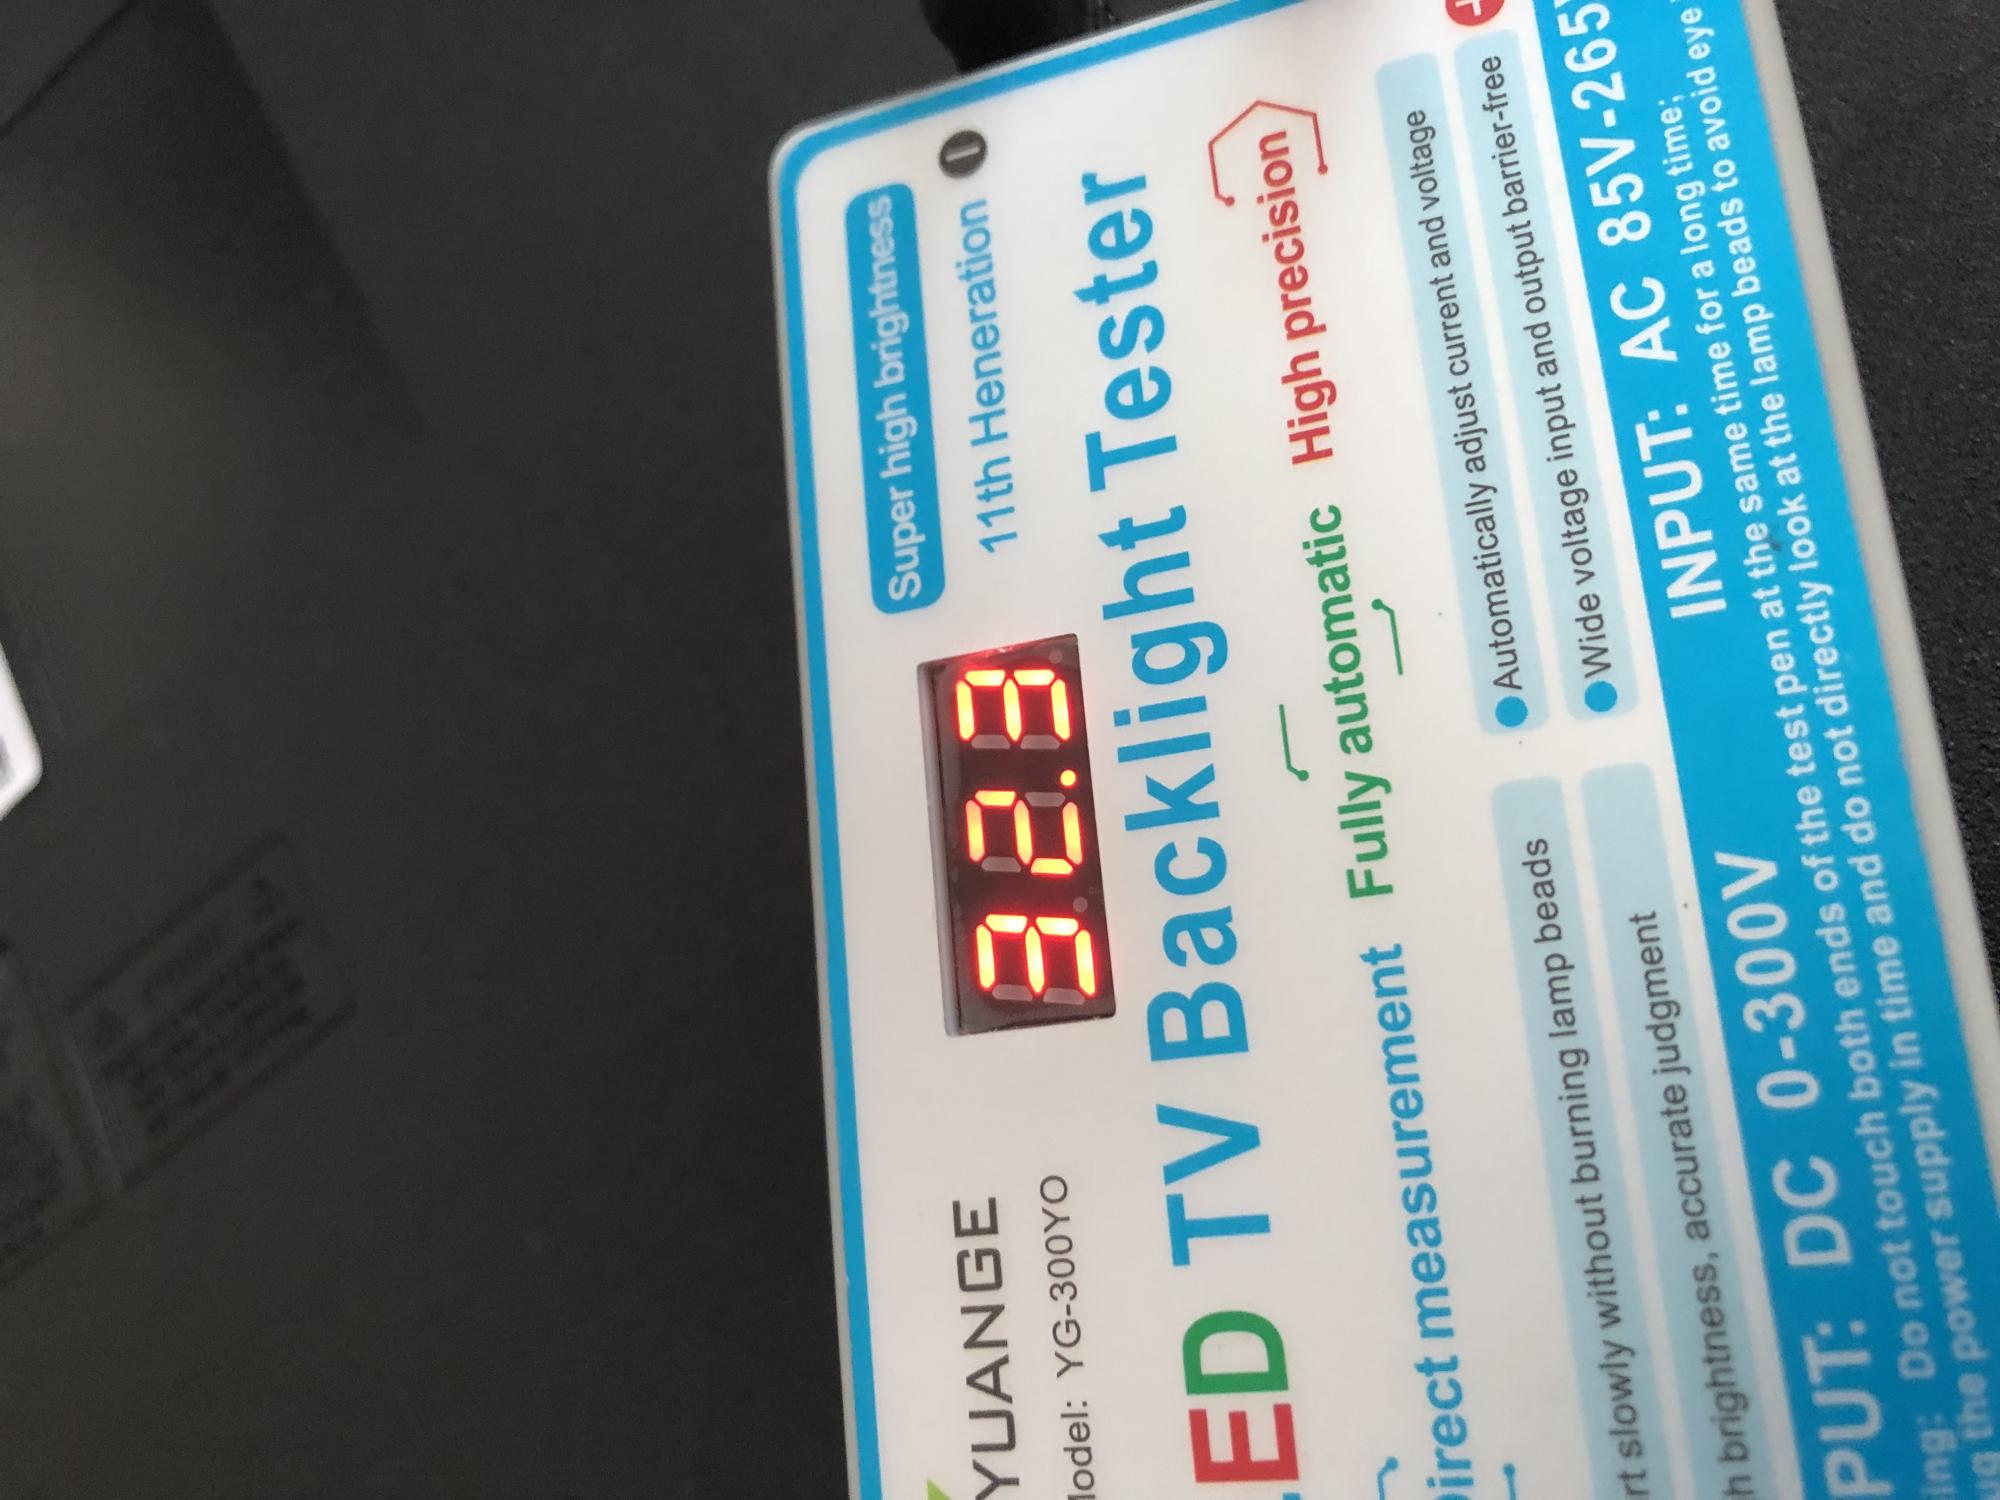 Super high brightness
YUANGE
32.3
11th Heneration
Model: YG-300YO
ED TV Backlight Tester
Direct measurement Fully automatic High precision
rt slowly without burning lamp beads
Automatically adjust current and voltage
h brightness, accurate judgment
Wide voltage input and output barrier-free
PUT: DC 0-300V INPUT: AC 85V-265V
ing: Do not touch both ends of the test pen at the same time for a long time;
ug the power supply in time and do not directly look at the lamp beads to avoid eye